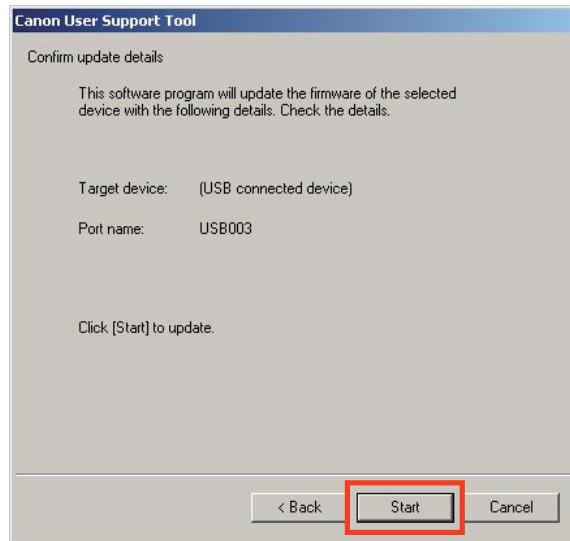 Canon User Support Tool
Confirm update details
This software program will update the firmware of the selected
device with the following details. Check the details.
Target device: (USB connected device)
Port name: USB003
Click [Start] to update.
< Back Start Cancel